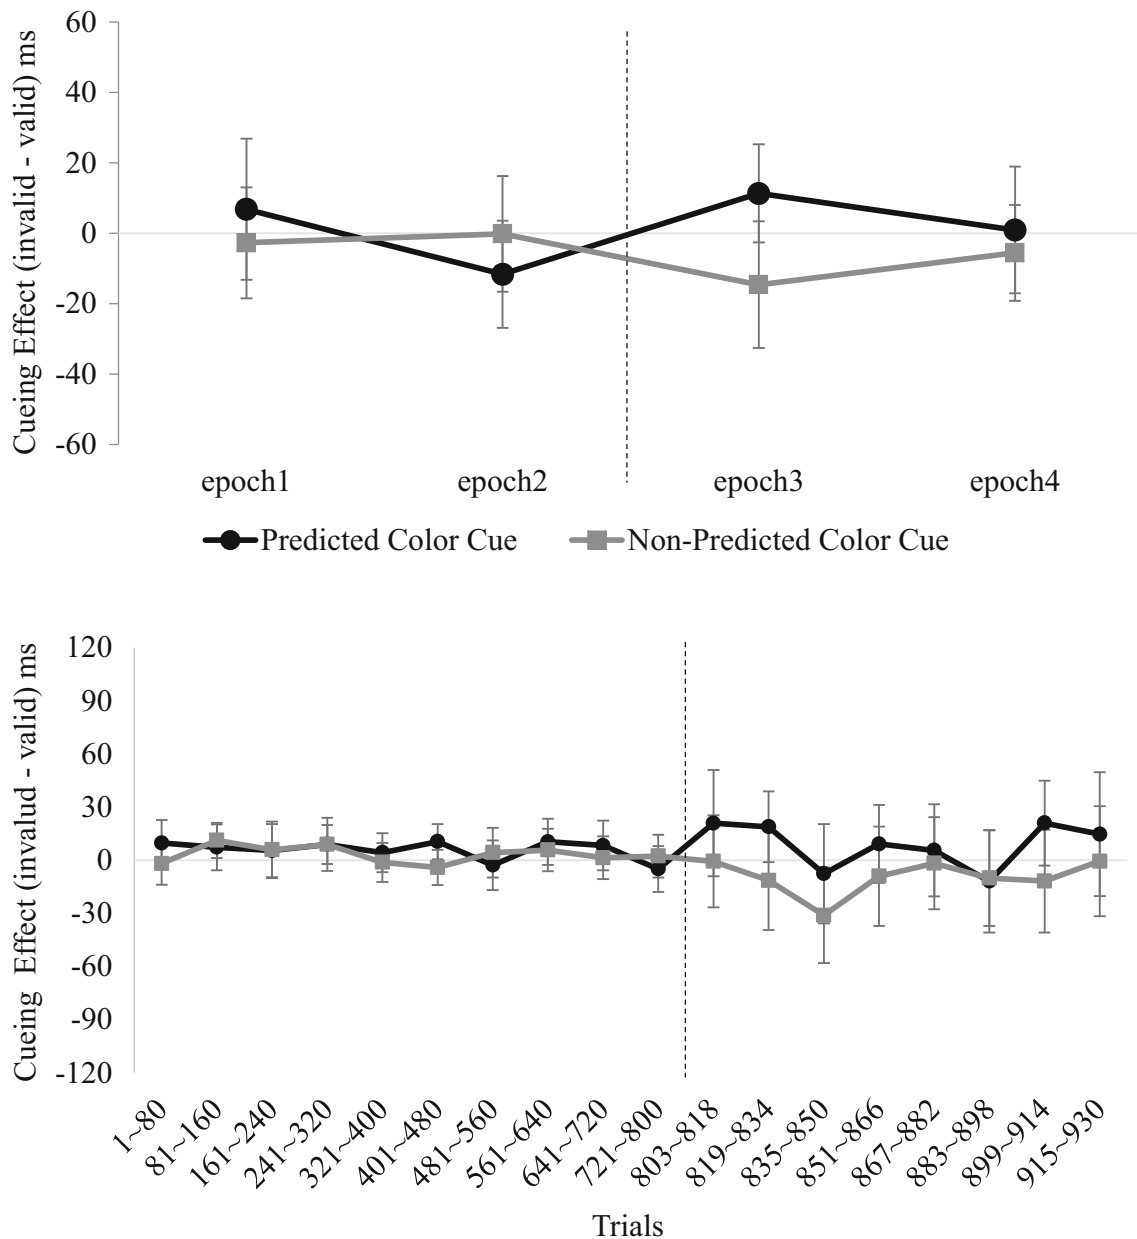 Cueing Effect (invalid - valid) ms
60
40
20
0
-20
-40
-60
epoch1 epoch2 epoch3 epoch4
Predicted Color Cue Non-Predicted Color Cue
Cueing Effect (invalud - valid) ms
120
90
60
30
0
-30
-60
-90
-120
1~80 81~160 161~240 241~320 321~400 401~480 481~560 561~640 641~720 721~800 803~818 819~834 835~850 851~866 867~882 883~898 899~914 915~930
Trials